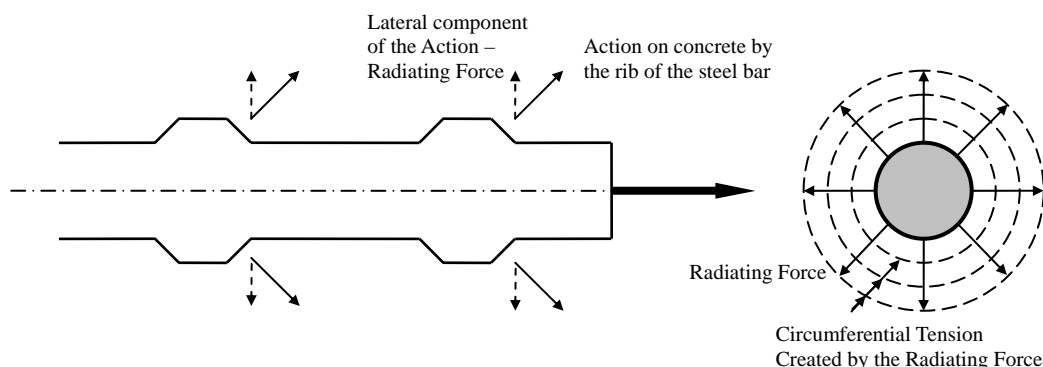 Lateral component
of the Action –
Radiating Force
Action on concrete by
the rib of the steel bar
Radiating Force
Circumferential Tension
Created by the Radiating Force